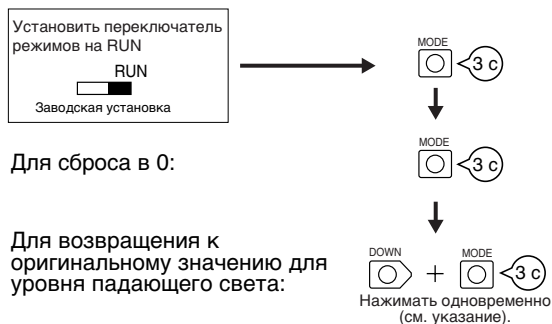 Установить переключатель
режимов на RUN
RUN
Заводская установка
MODE
3 с
Для сброса в 0:
MODE
3 с
Для возвращения к
оригинальному значению для
уровня падающего света:
DOWN
+
MODE
3 с
Нажимать одновременно
(см. указание).